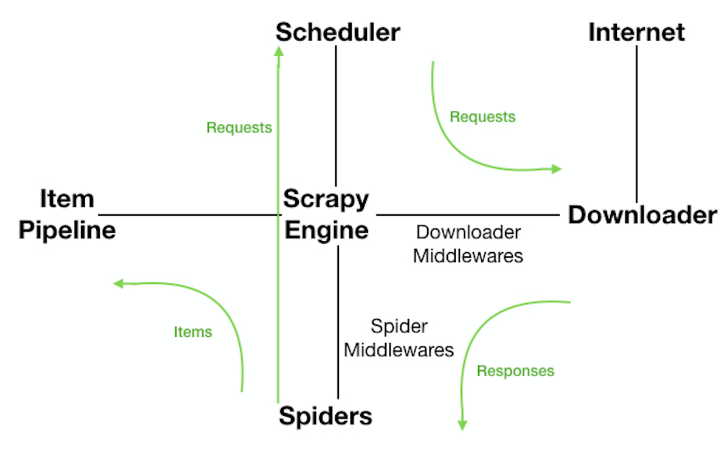 Scheduler
Internet
Requests
Requests
Item
Pipeline
Scrapy
Engine
Downloader
Downloader
Middlewares
Items
Spider
Middlewares
Responses
Spiders